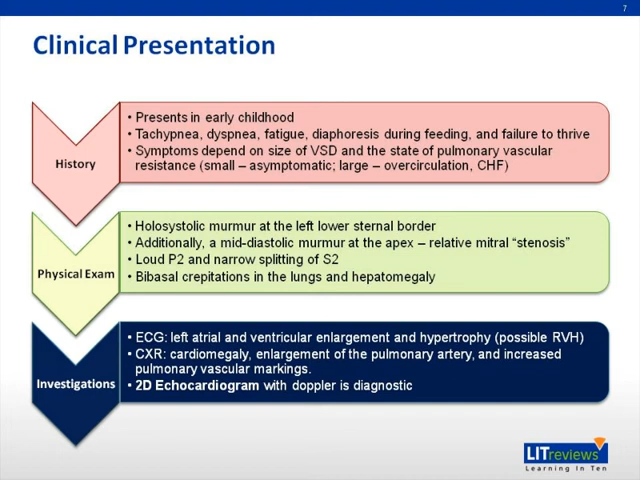 7
Clinical Presentation
History
• Presents in early childhood
• Tachypnea, dyspnea, fatigue, diaphoresis during feeding, and failure to thrive
• Symptoms depend on size of VSD and the state of pulmonary vascular
resistance (small – asymptomatic; large – overcirculation, CHF)
Physical Exam
• Holosystolic murmur at the left lower sternal border
• Additionally, a mid-diastolic murmur at the apex – relative mitral “stenosis”
• Loud P2 and narrow splitting of S2
• Bibasal crepitations in the lungs and hepatomegaly
Investigations
• ECG: left atrial and ventricular enlargement and hypertrophy (possible RVH)
• CXR: cardiomegaly, enlargement of the pulmonary artery, and increased
pulmonary vascular markings.
• 2D Echocardiogram with doppler is diagnostic
LITreviews
Learning In Ten